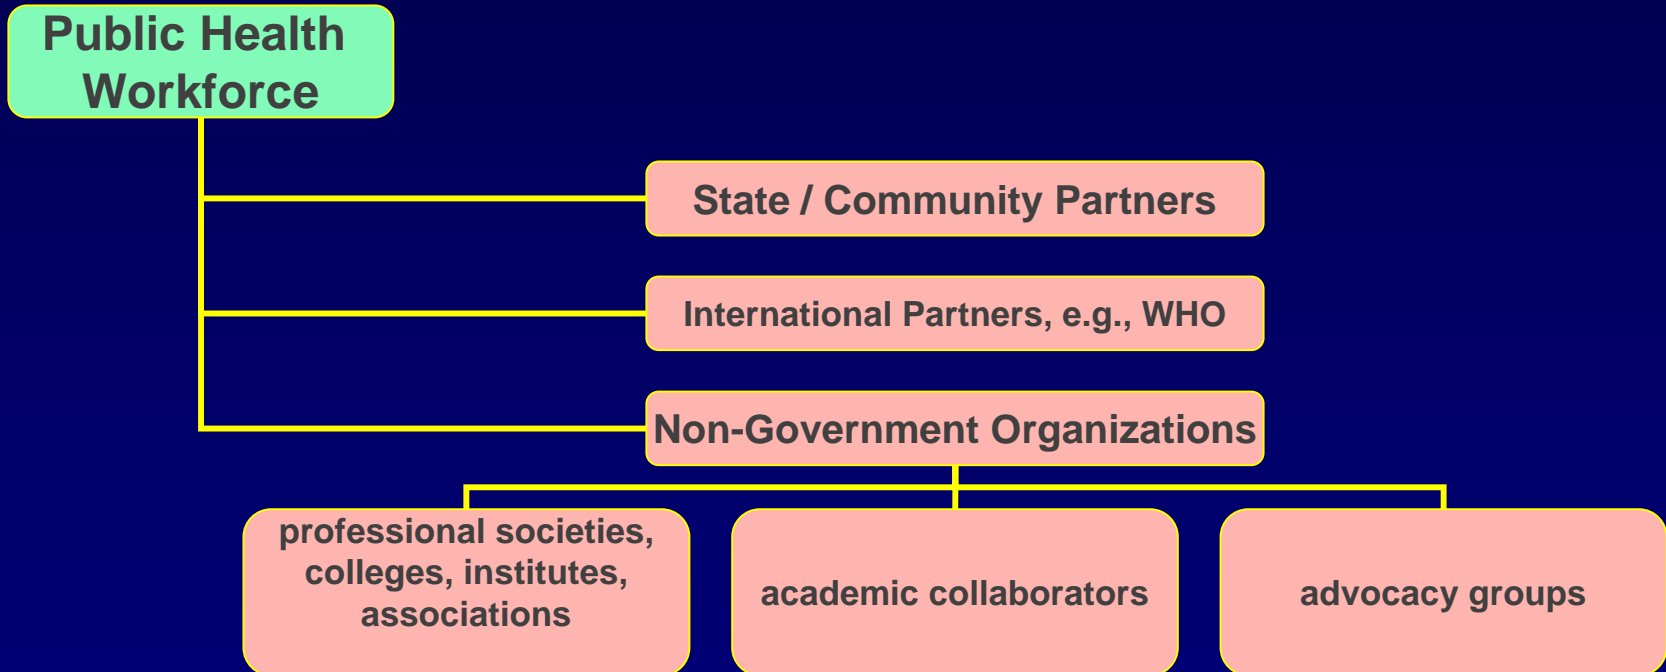 Public Health
Workforce
State / Community Partners
International Partners, e.g., WHO
Non-Government Organizations
professional societies,
colleges, institutes,
associations
academic collaborators
advocacy groups